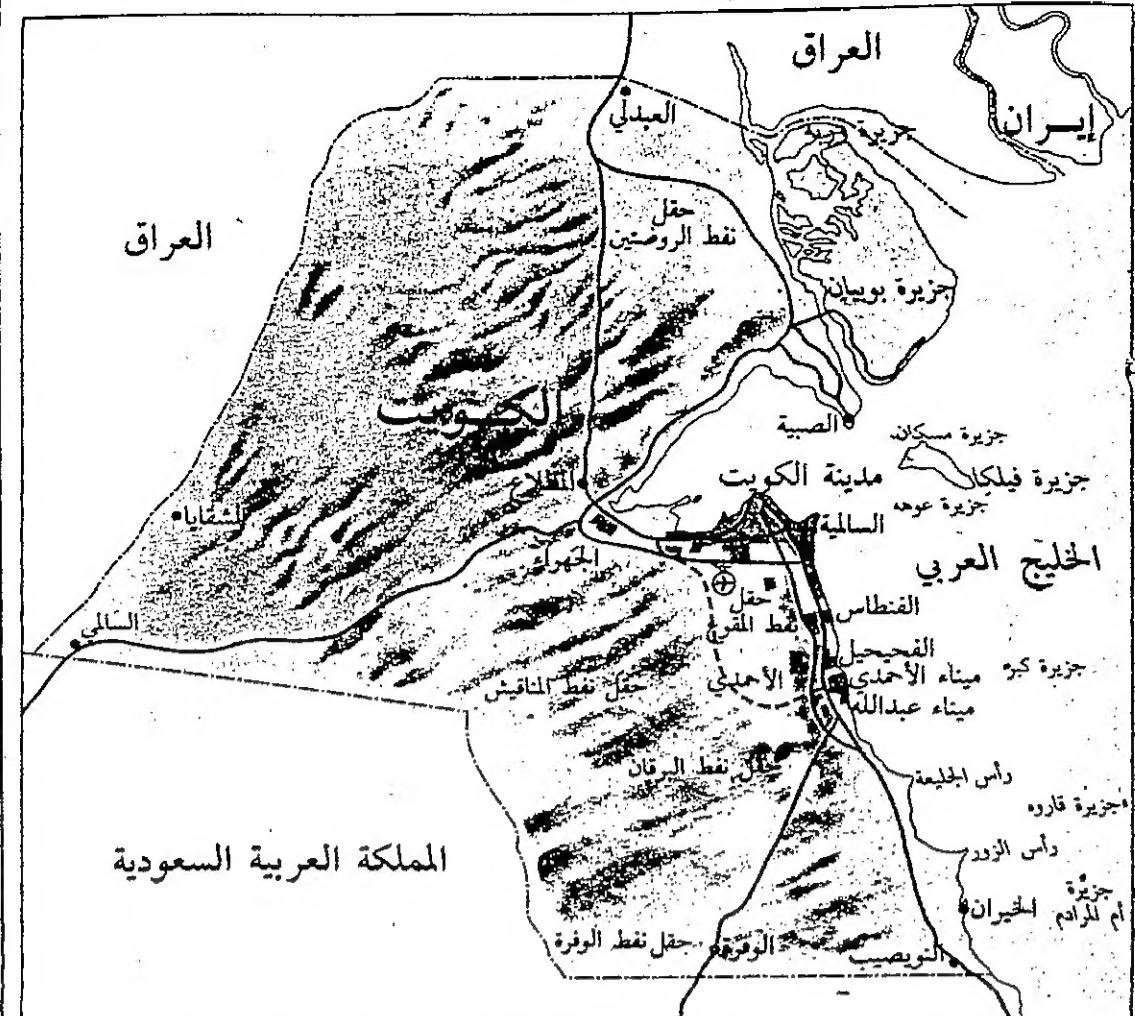 العراق
إيران
العبدلي
جزيرة وربة
حقل
نفط الروضتين
العراق
جزيرة بوبيان
الكويت
الصبية
جزيرة مسكان
المطلاع
مدينة الكويت
جزيرة فيلكا
جزيرة عوهه
الشقايا
السالمية
الجهراء
الخليج العربي
حقل
نفط المقوع
الفنطاس
السالمي
الفحيحيل
جزيرة كبر
حقل نفط المناقيش
الأحمدي
ميناء الأحمدي
ميناء عبدالله
حقل نفط البرقان
رأس الجليعة
جزيرة قاروه
المملكة العربية السعودية
رأس الزور
جزيرة
أم المرادم
الخيران
حقل نفط الوفرة
الوفرة
النويصيب